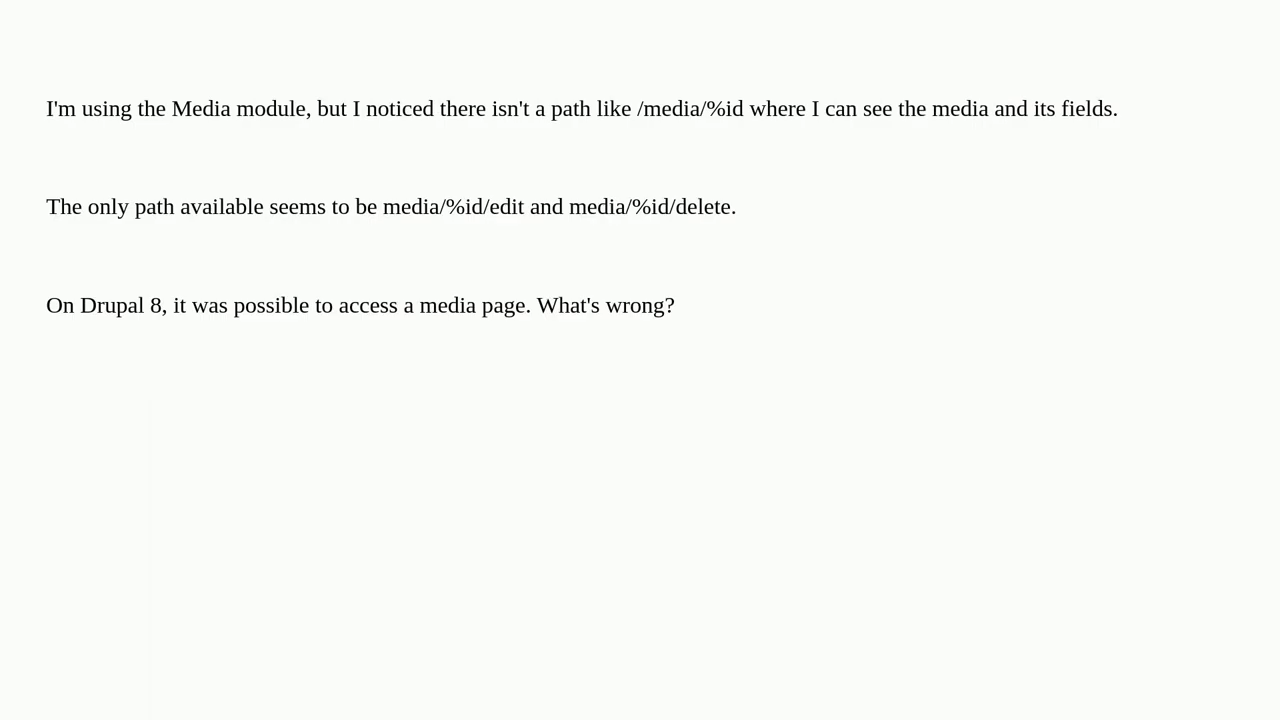 I'm using the Media module, but I noticed there isn't a path like /media/%id where I can see the media and its fields.
The only path available seems to be media/%id/edit and media/%id/delete.
On Drupal 8, it was possible to access a media page. What's wrong?